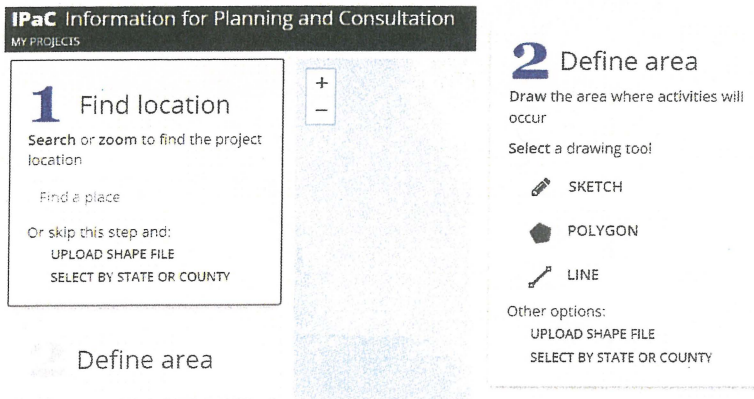 IPaC Information for Planning and Consultation
MY PROJECTS
1 Find location
Search or zoom to find the project
location
Find a place
Or skip this step and:
UPLOAD SHAPE FILE
SELECT BY STATE OR COUNTY
Define area
+
−
2 Define area
Draw the area where activities will
occur
Select a drawing tool
SKETCH
POLYGON
LINE
Other options:
UPLOAD SHAPE FILE
SELECT BY STATE OR COUNTY